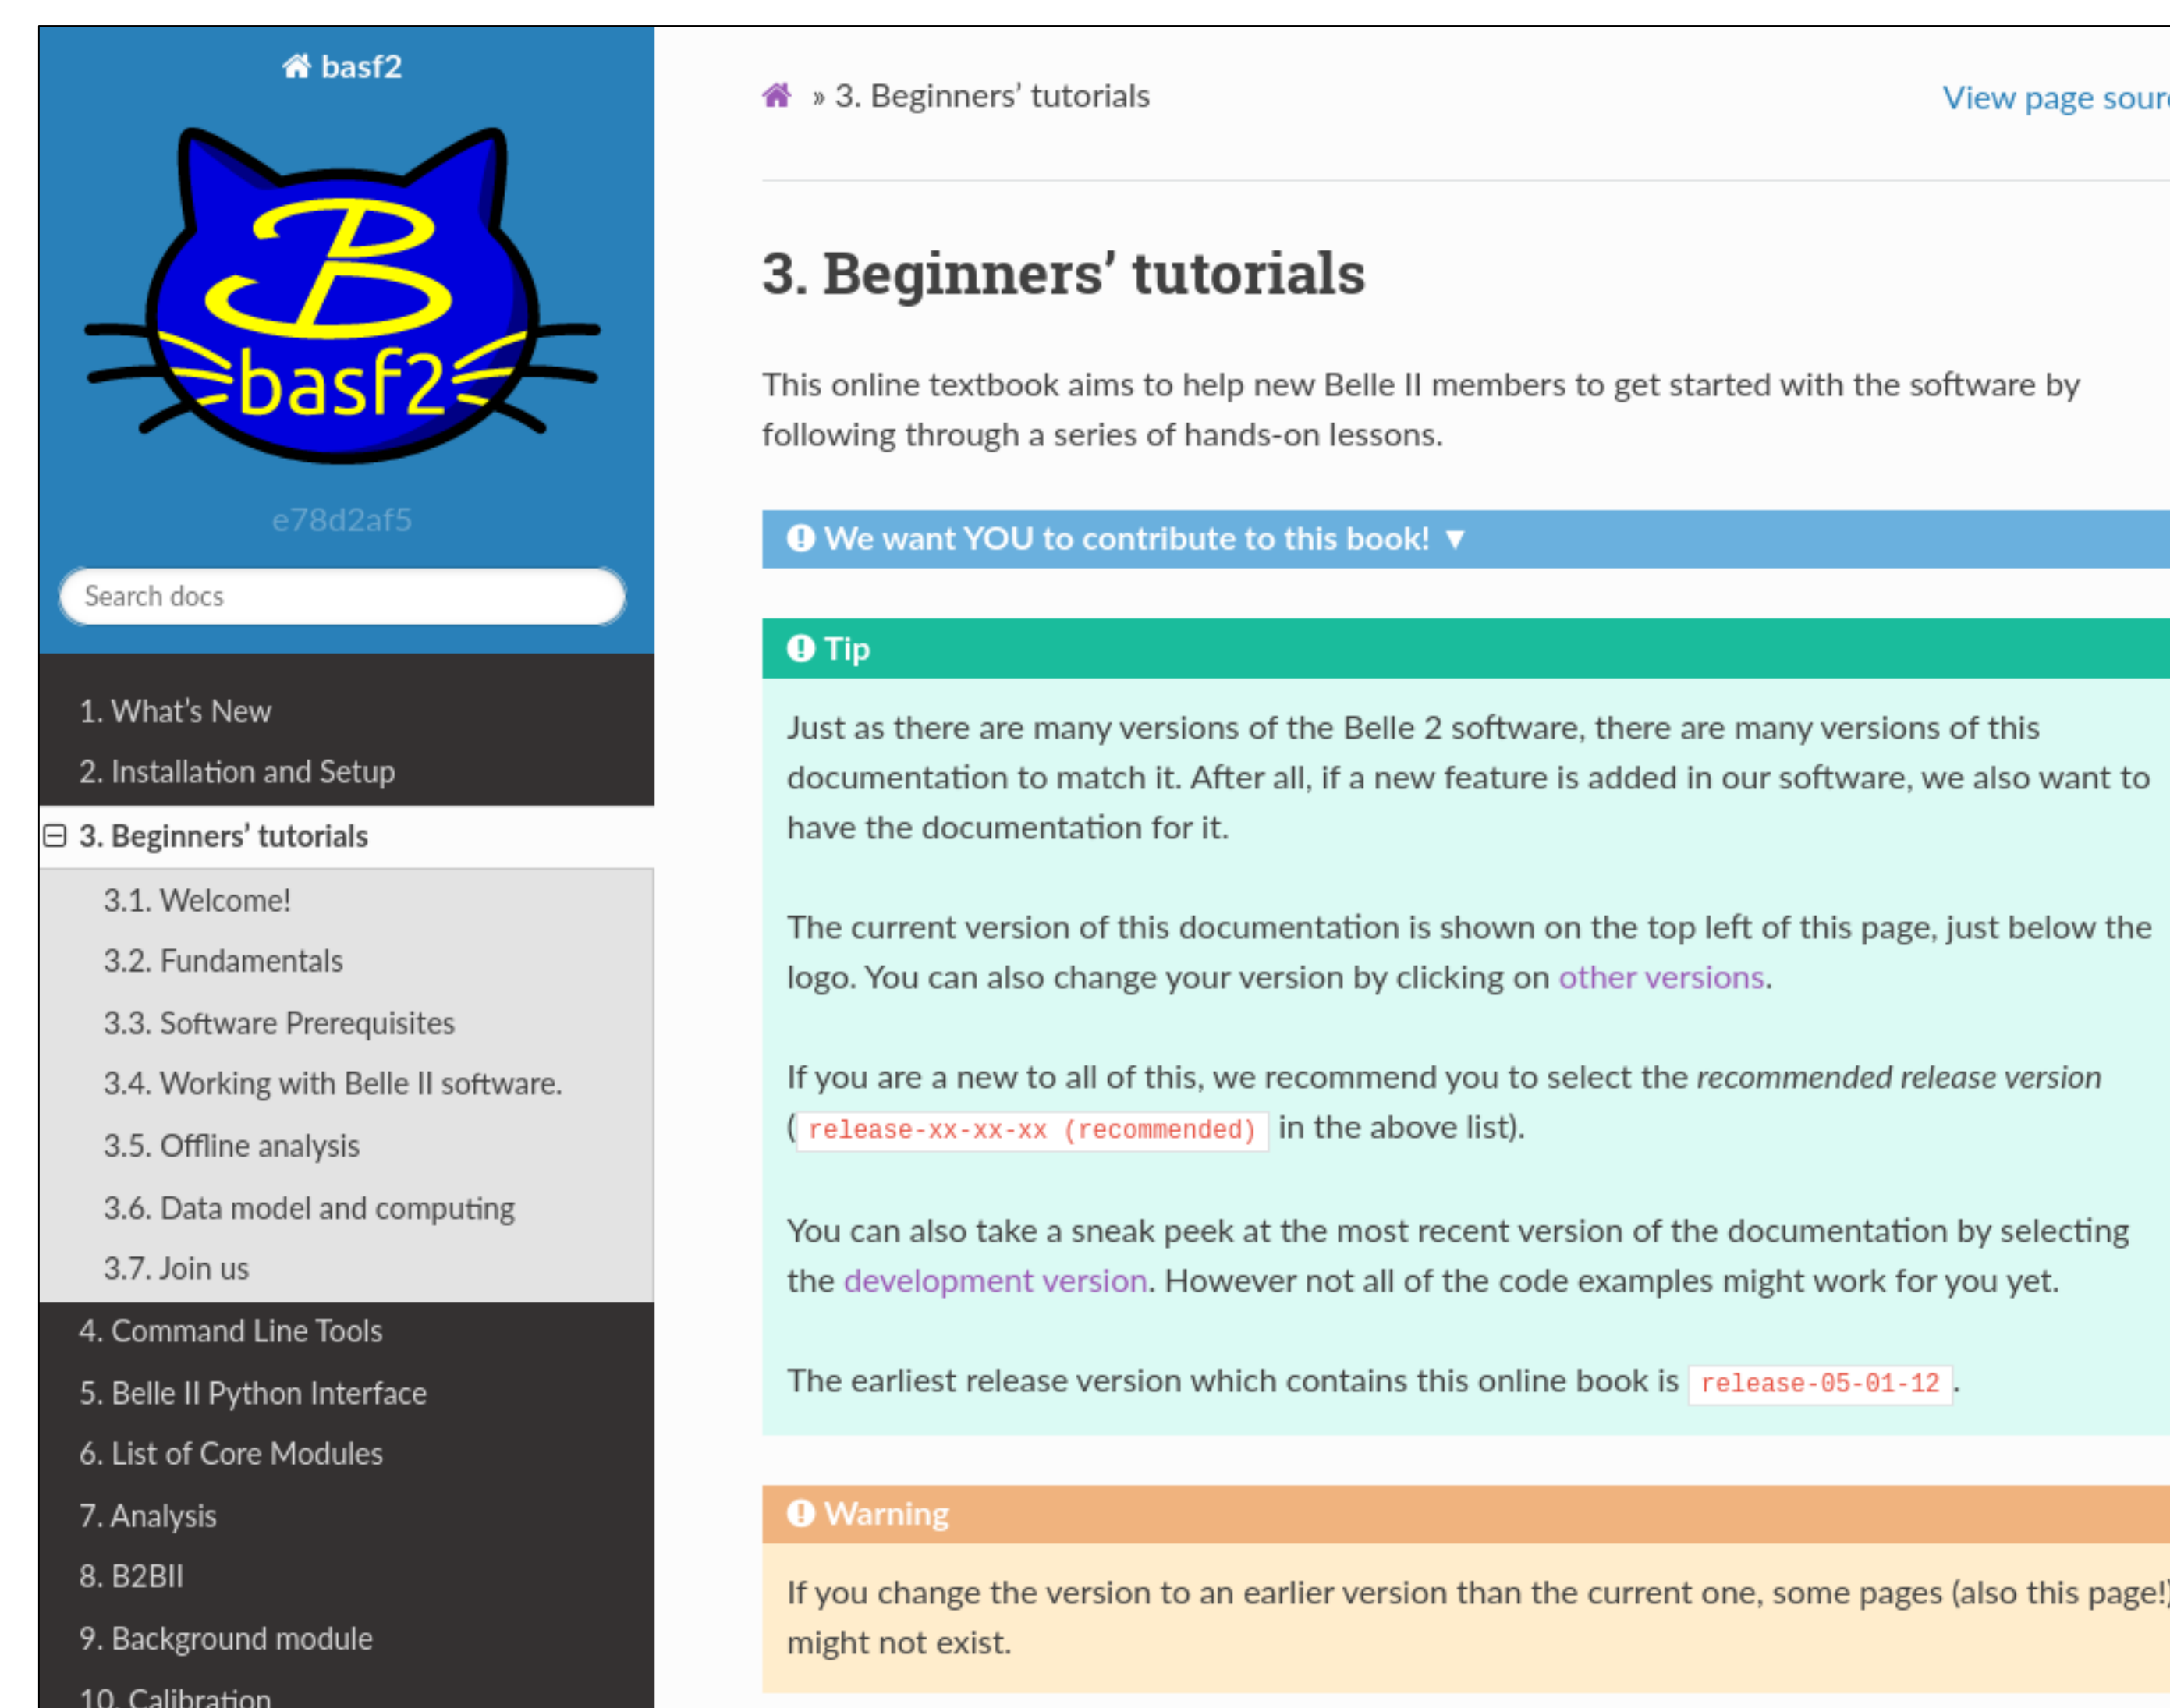 basf2
B
basf2
e78d2af5
Search docs
1. What's New
2. Installation and Setup
3. Beginners' tutorials
3.1. Welcome!
3.2. Fundamentals
3.3. Software Prerequisites
3.4. Working with Belle II software.
3.5. Offline analysis
3.6. Data model and computing
3.7. Join us
4. Command Line Tools
5. Belle II Python Interface
6. List of Core Modules
7. Analysis
8. B2BII
9. Background module
10. Calibration
» 3. Beginners' tutorials
View page sour
3. Beginners' tutorials
This online textbook aims to help new Belle II members to get started with the software by
following through a series of hands-on lessons.
We want YOU to contribute to this book! ▼
Tip
Just as there are many versions of the Belle 2 software, there are many versions of this
documentation to match it. After all, if a new feature is added in our software, we also want to
have the documentation for it.
The current version of this documentation is shown on the top left of this page, just below the
logo. You can also change your version by clicking on other versions.
If you are a new to all of this, we recommend you to select the recommended release version
( release-xx-xx-xx (recommended) in the above list).
You can also take a sneak peek at the most recent version of the documentation by selecting
the development version. However not all of the code examples might work for you yet.
The earliest release version which contains this online book is release-05-01-12 .
Warning
If you change the version to an earlier version than the current one, some pages (also this page!)
might not exist.